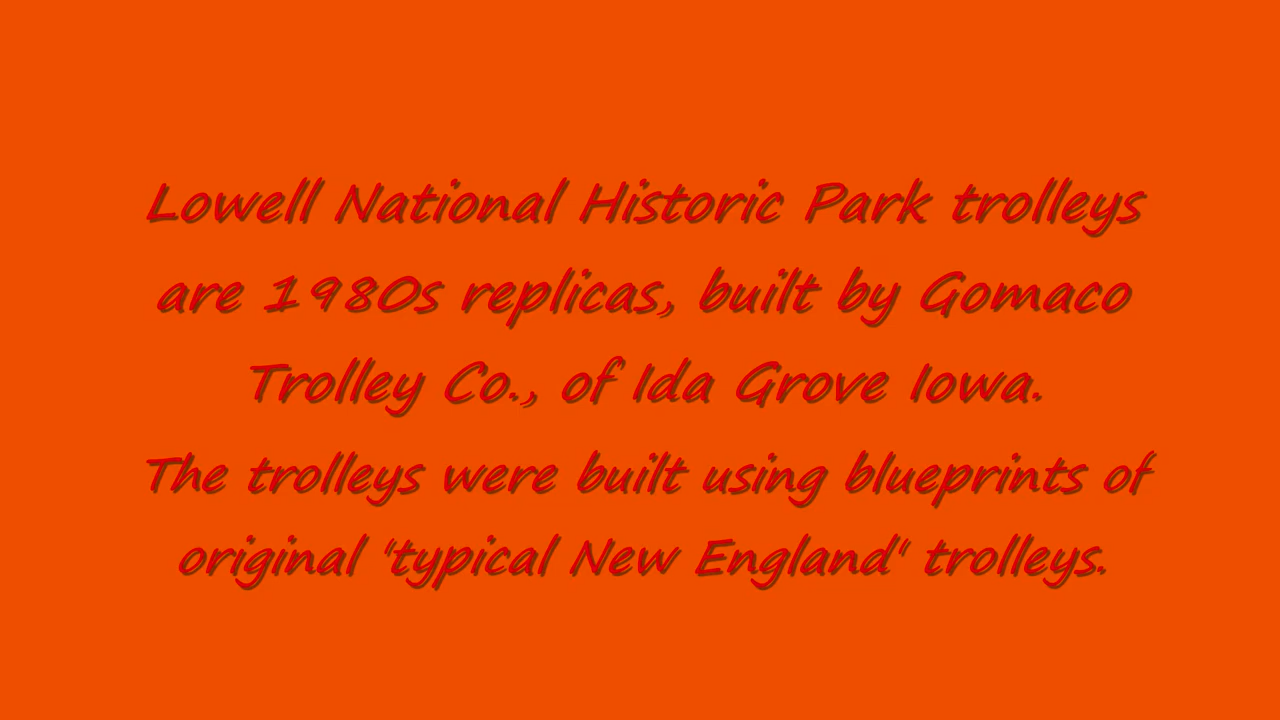 Lowell National Historic Park trolleys
are 1980s replicas, built by Gomaco
Trolley Co., of Ida Grove Iowa.
The trolleys were built using blueprints of
original 'typical New England' trolleys.